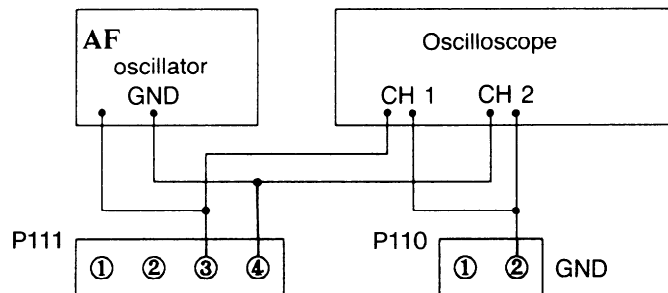 AF
oscillator
GND
Oscilloscope
CH 1 CH 2
P111
① ② ③ ④
P110
① ② GND